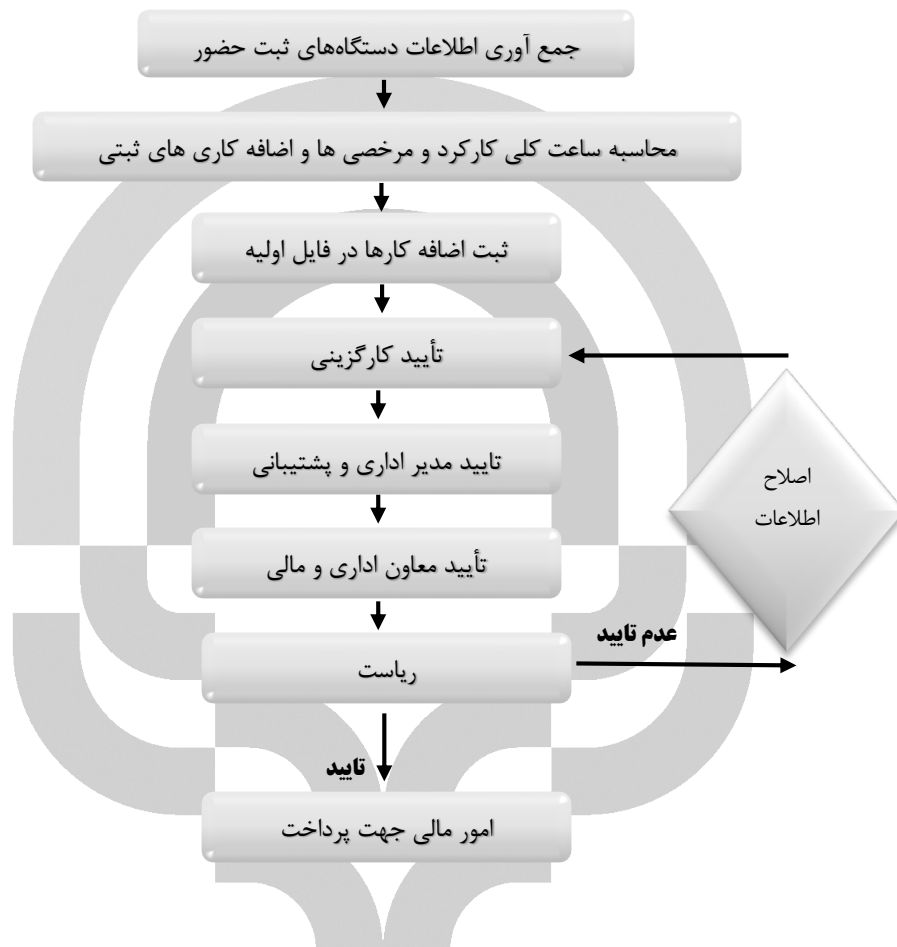 جمع آوری اطلاعات دستگاه‌های ثبت حضور
محاسبه ساعت کلی کارکرد و مرخصی ها و اضافه کاری های ثبتی
ثبت اضافه کارها در فایل اولیه
تأیید کارگزینی
تایید مدیر اداری و پشتیبانی
اصلاح
اطلاعات
تأیید معاون اداری و مالی
عدم تایید
ریاست
تایید
امور مالی جهت پرداخت